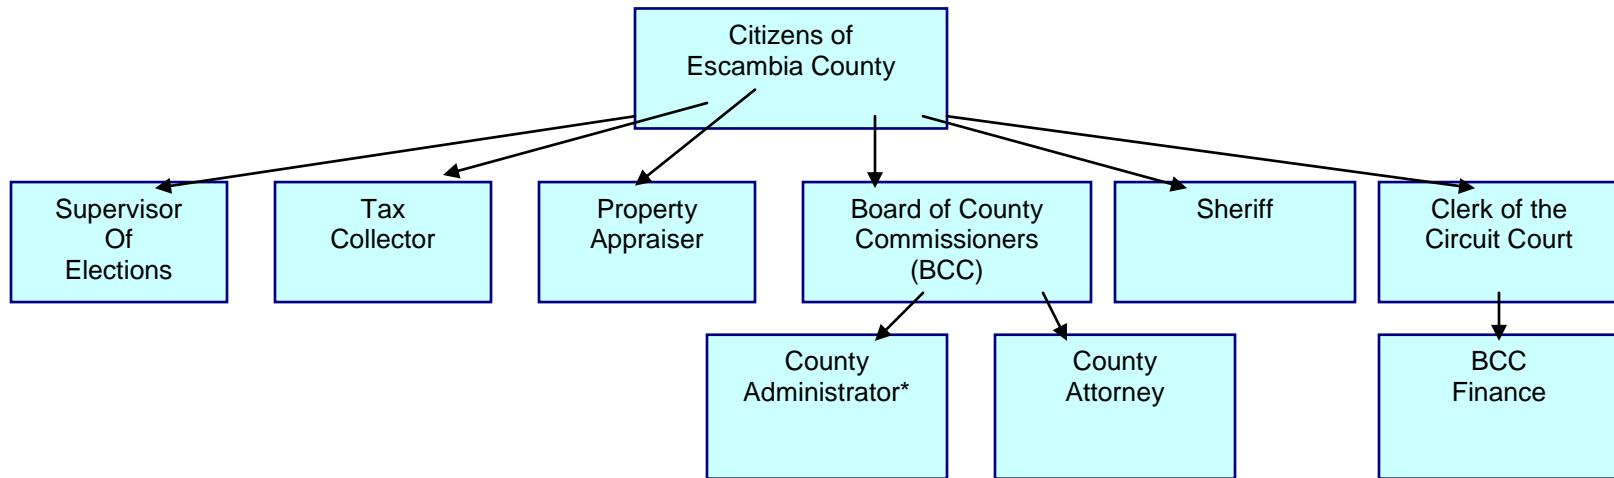 Citizens of
Escambia County
Supervisor
Of
Elections
Tax
Collector
Property
Appraiser
Board of County
Commissioners
(BCC)
Sheriff
Clerk of the
Circuit Court
County
Administrator*
County
Attorney
BCC
Finance